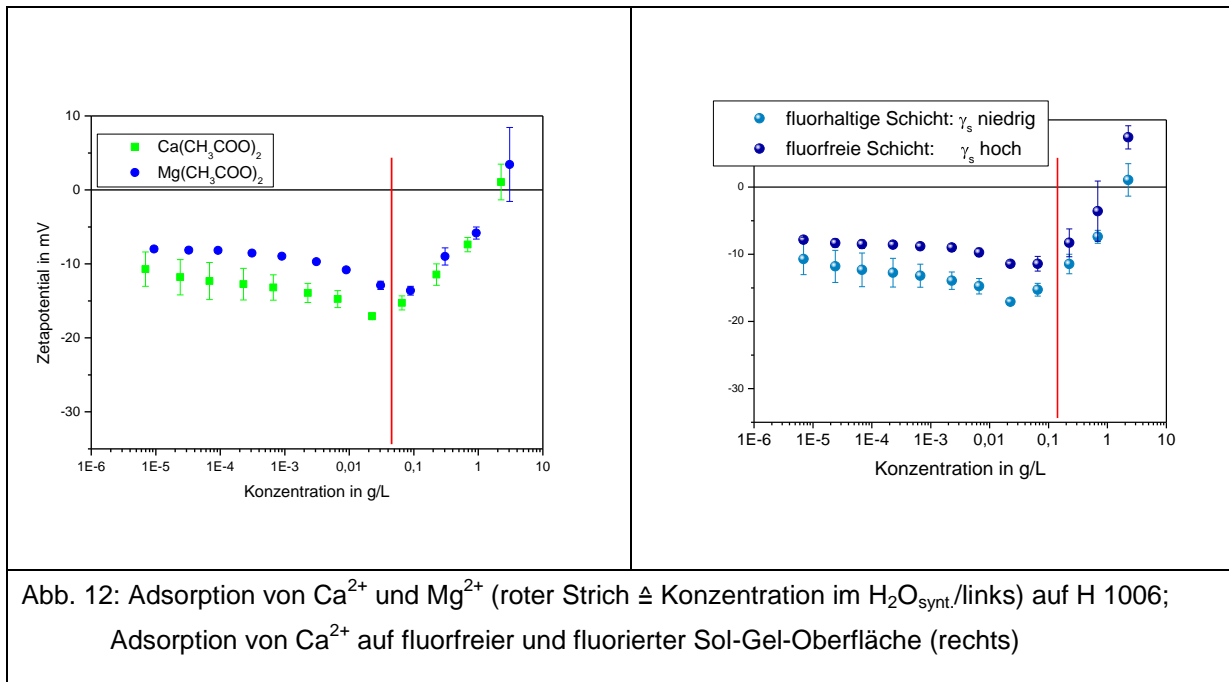 10
0
-10
-20
-30
Zetapotential in mV
Ca(CH₃COO)₂
Mg(CH₃COO)₂
1E-6 1E-5 1E-4 1E-3 0,01 0,1 1 10
Konzentration in g/L
fluorhaltige Schicht: γₛ niedrig
fluorfreie Schicht: γₛ hoch
0
-10
-20
-30
1E-6 1E-5 1E-4 1E-3 0,01 0,1 1 10
Konzentration in g/L
Abb. 12: Adsorption von Ca²⁺ und Mg²⁺ (roter Strich ≙ Konzentration im H₂Osynt./links) auf H 1006;
Adsorption von Ca²⁺ auf fluorfreier und fluorierter Sol-Gel-Oberfläche (rechts)